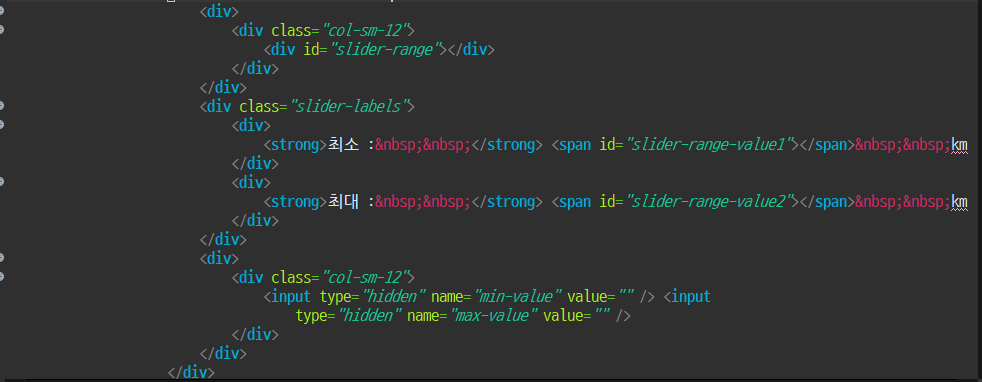 <div>
<div class="col-sm-12">
<div id="slider-range"></div>
</div>
</div>
<div class="slider-labels">
<div>
<strong>최소 :&nbsp;&nbsp;</strong> <span id="slider-range-value1"></span>&nbsp;&nbsp;km
</div>
<div>
<strong>최대 :&nbsp;&nbsp;</strong> <span id="slider-range-value2"></span>&nbsp;&nbsp;km
</div>
</div>
<div>
<div class="col-sm-12">
<input type="hidden" name="min-value" value="" /> <input
type="hidden" name="max-value" value="" />
</div>
</div>
</div>